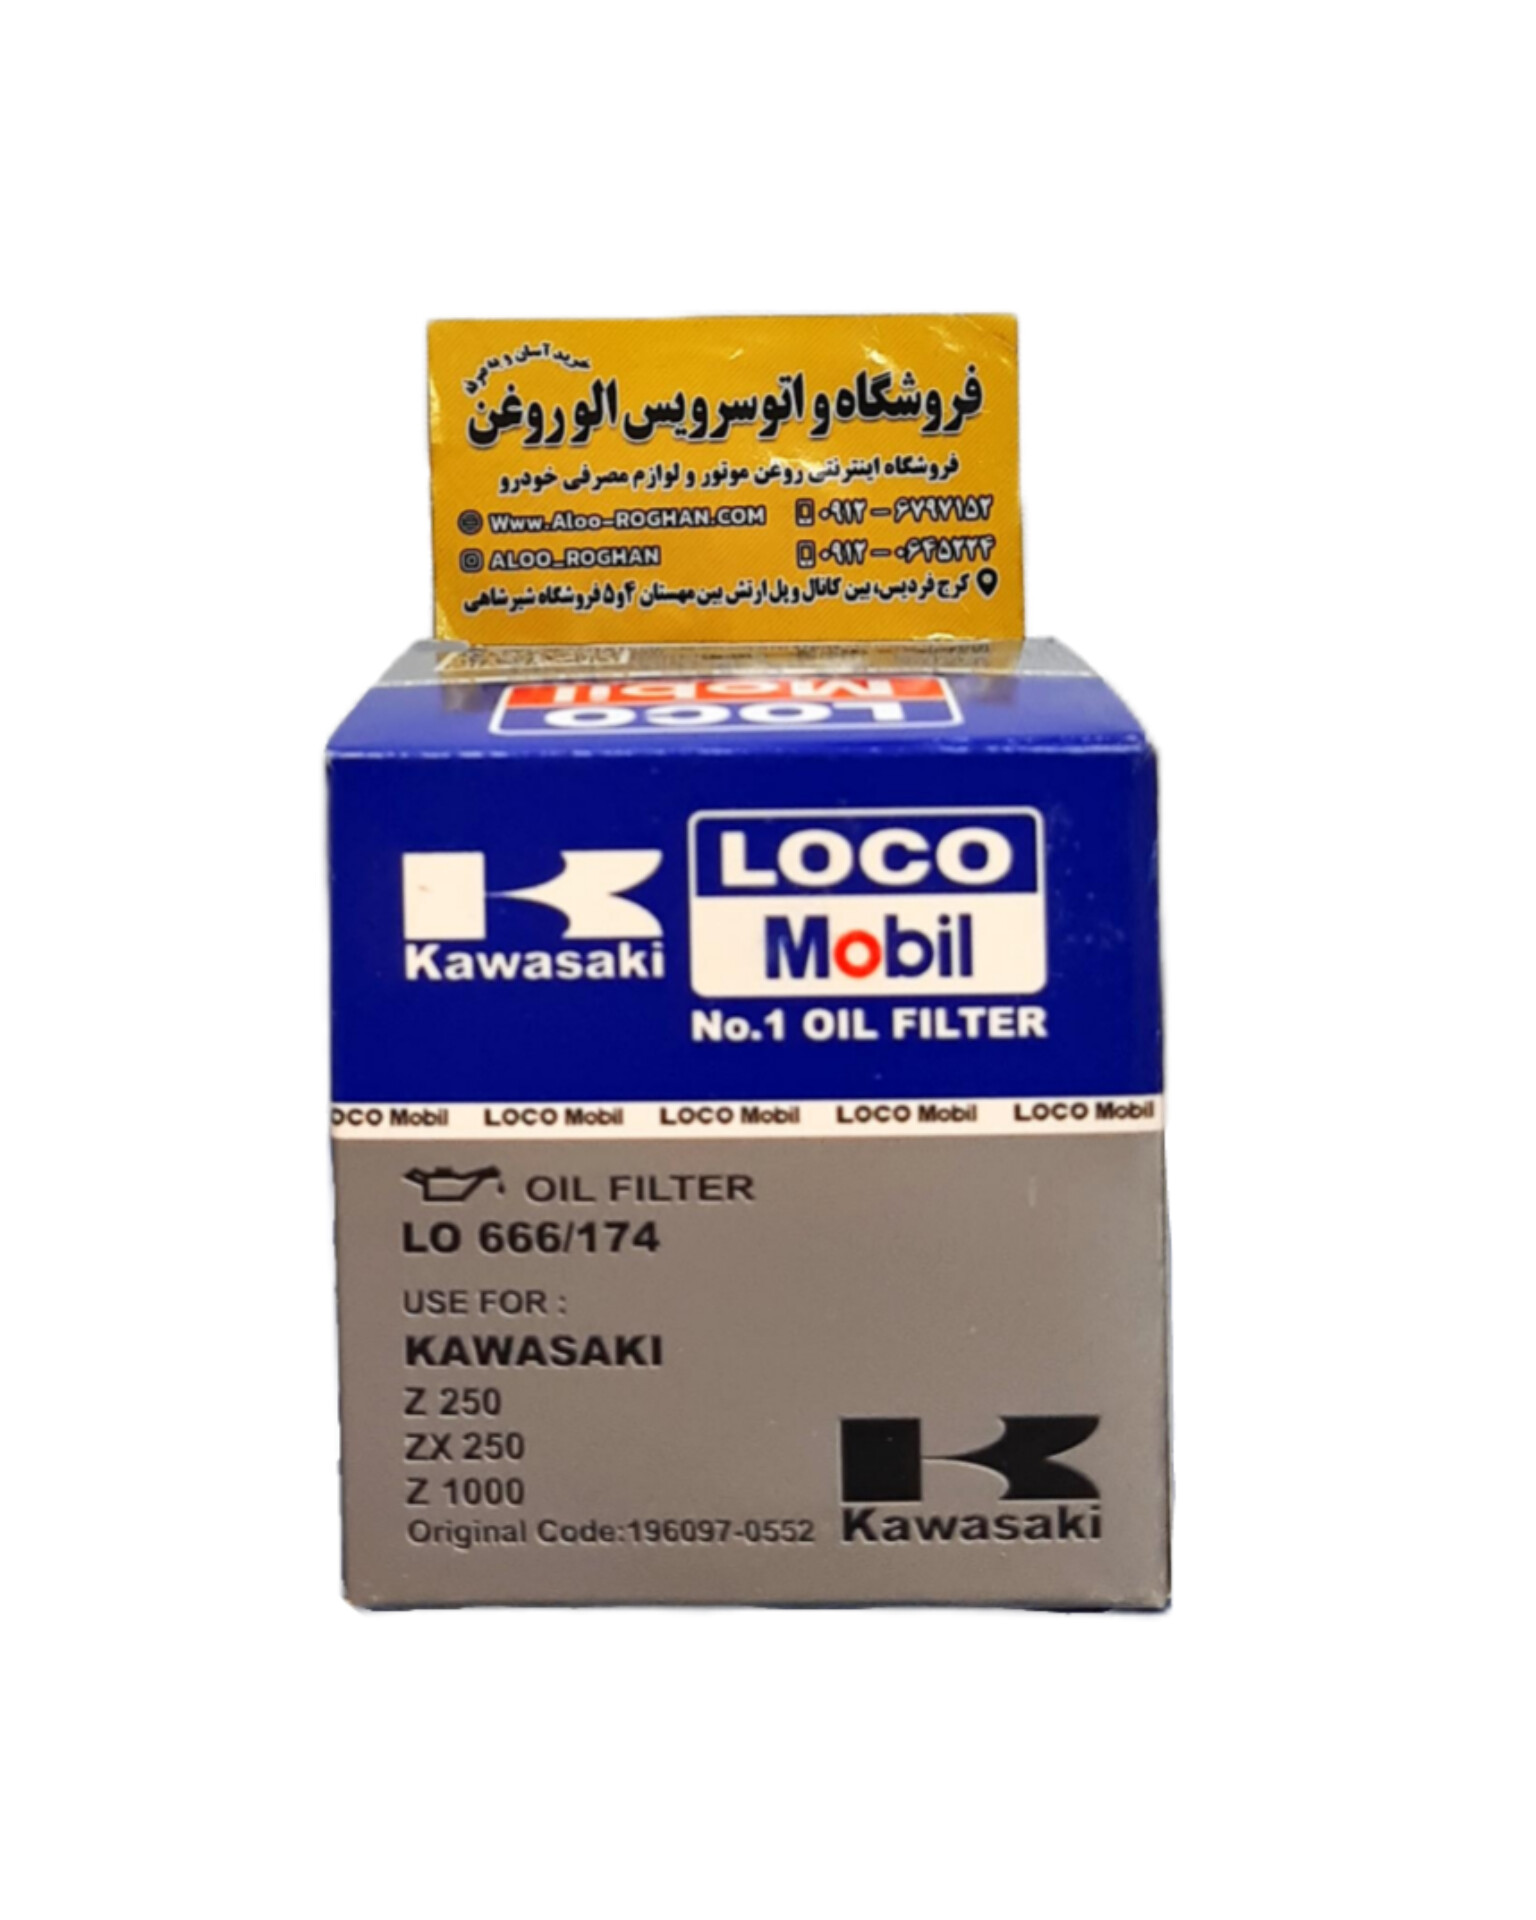 خرید آسان و به صرفه
فروشگاه و اتوسرویس الو روغن
فروشگاه اینترنتی روغن موتور و لوازم مصرفی خودرو
Www.Aloo-ROGHAN.COM ۰۹۱۲ – ۶۷۹۷۱۵۲
ALOO_ROGHAN ۰۹۱۲ – ۰۶۴۵۲۲۴
کرج فردیس، بین کانال و پل ارتش بین مهستان ۴ و ۵ فروشگاه شیرشاهی
Mobil
LOCO
Kawasaki
LOCO
Mobil
No.1 OIL FILTER
OCO Mobil LOCO Mobil LOCO Mobil LOCO Mobil LOCO Mobil
OIL FILTER
LO 666/174
USE FOR :
KAWASAKI
Z 250
ZX 250
Z 1000
Original Code:196097-0552
Kawasaki